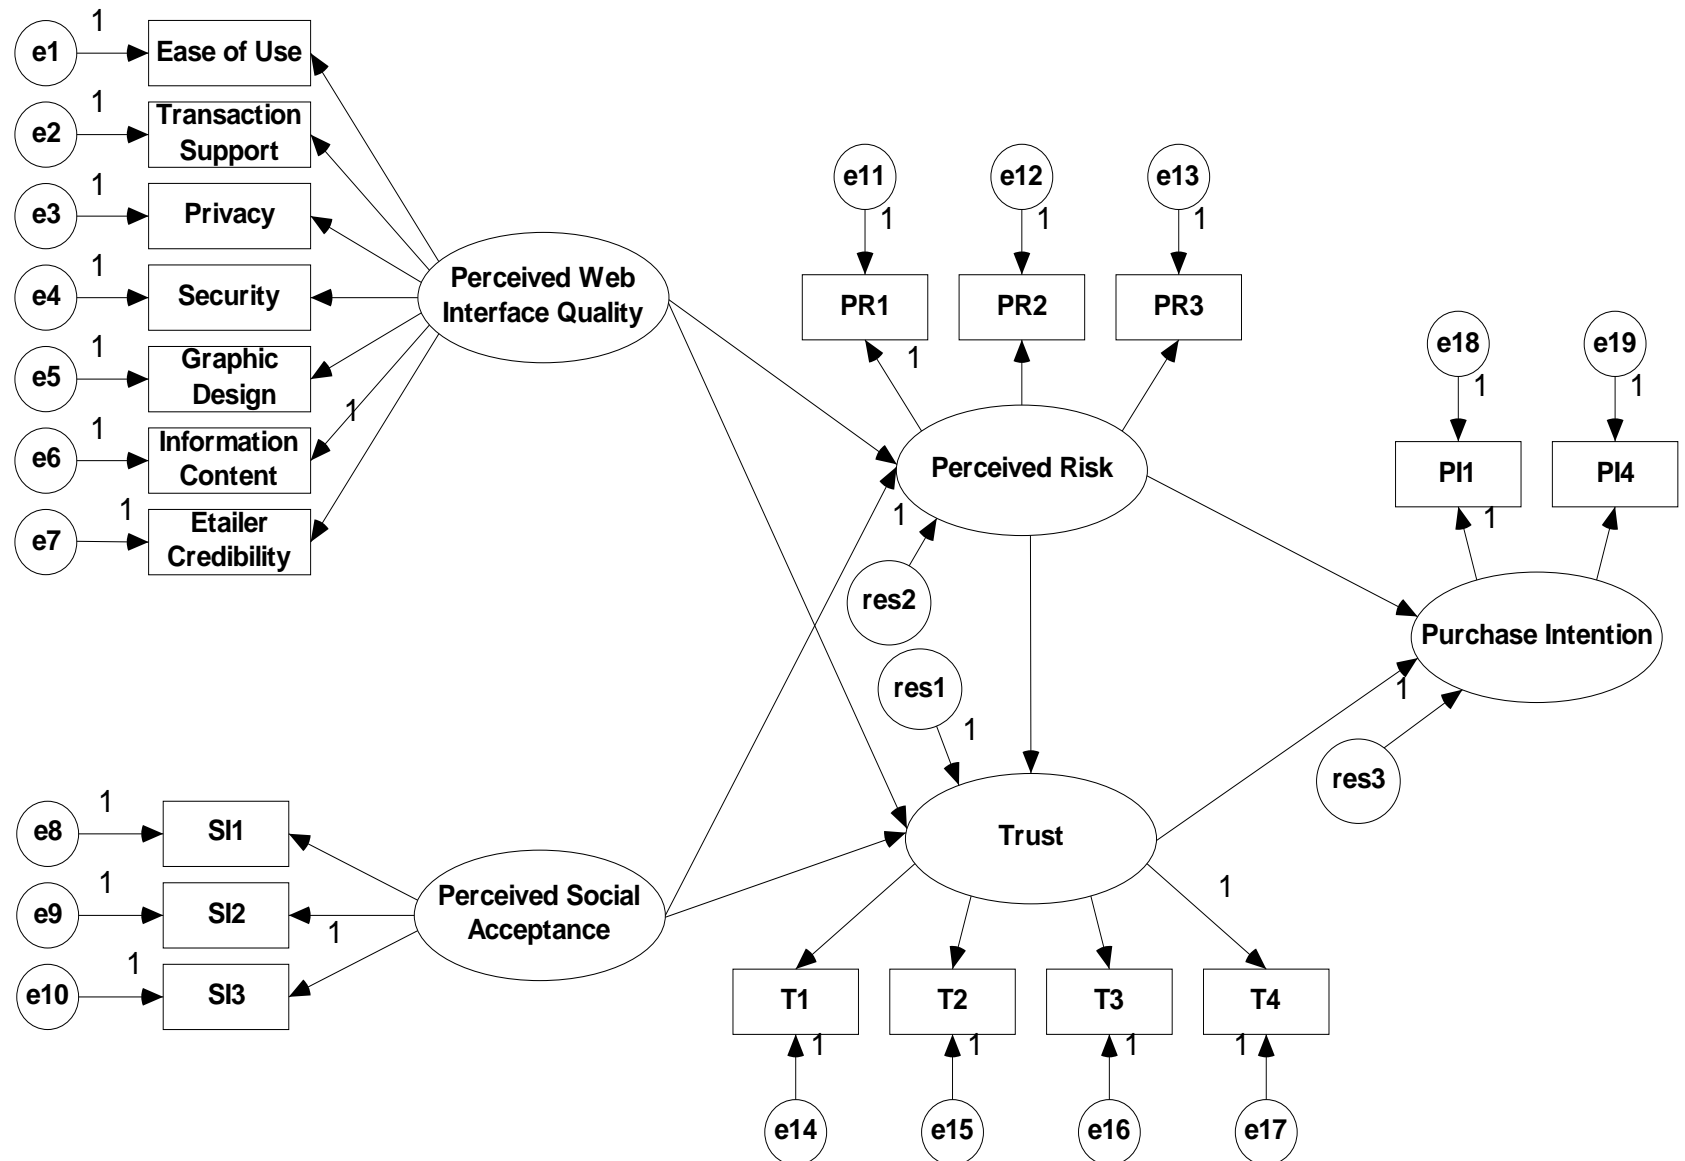 1
e1
Ease of Use
1
e2
Transaction
Support
1
e3
Privacy
1
e4
Security
1
e5
Graphic
Design
1
e6
Information
Content
1
1
e7
Etailer
Credibility
Perceived Web
Interface Quality
e11
1
e12
1
e13
1
PR1
PR2
PR3
1
Perceived Risk
1
res2
res1
1
e18
1
e19
1
PI1
PI4
1
Purchase Intention
1
res3
1
e8
SI1
1
e9
SI2
1
1
e10
SI3
Perceived Social
Acceptance
Trust
1
T1
T2
T3
T4
1
1
1
1
e14
e15
e16
e17